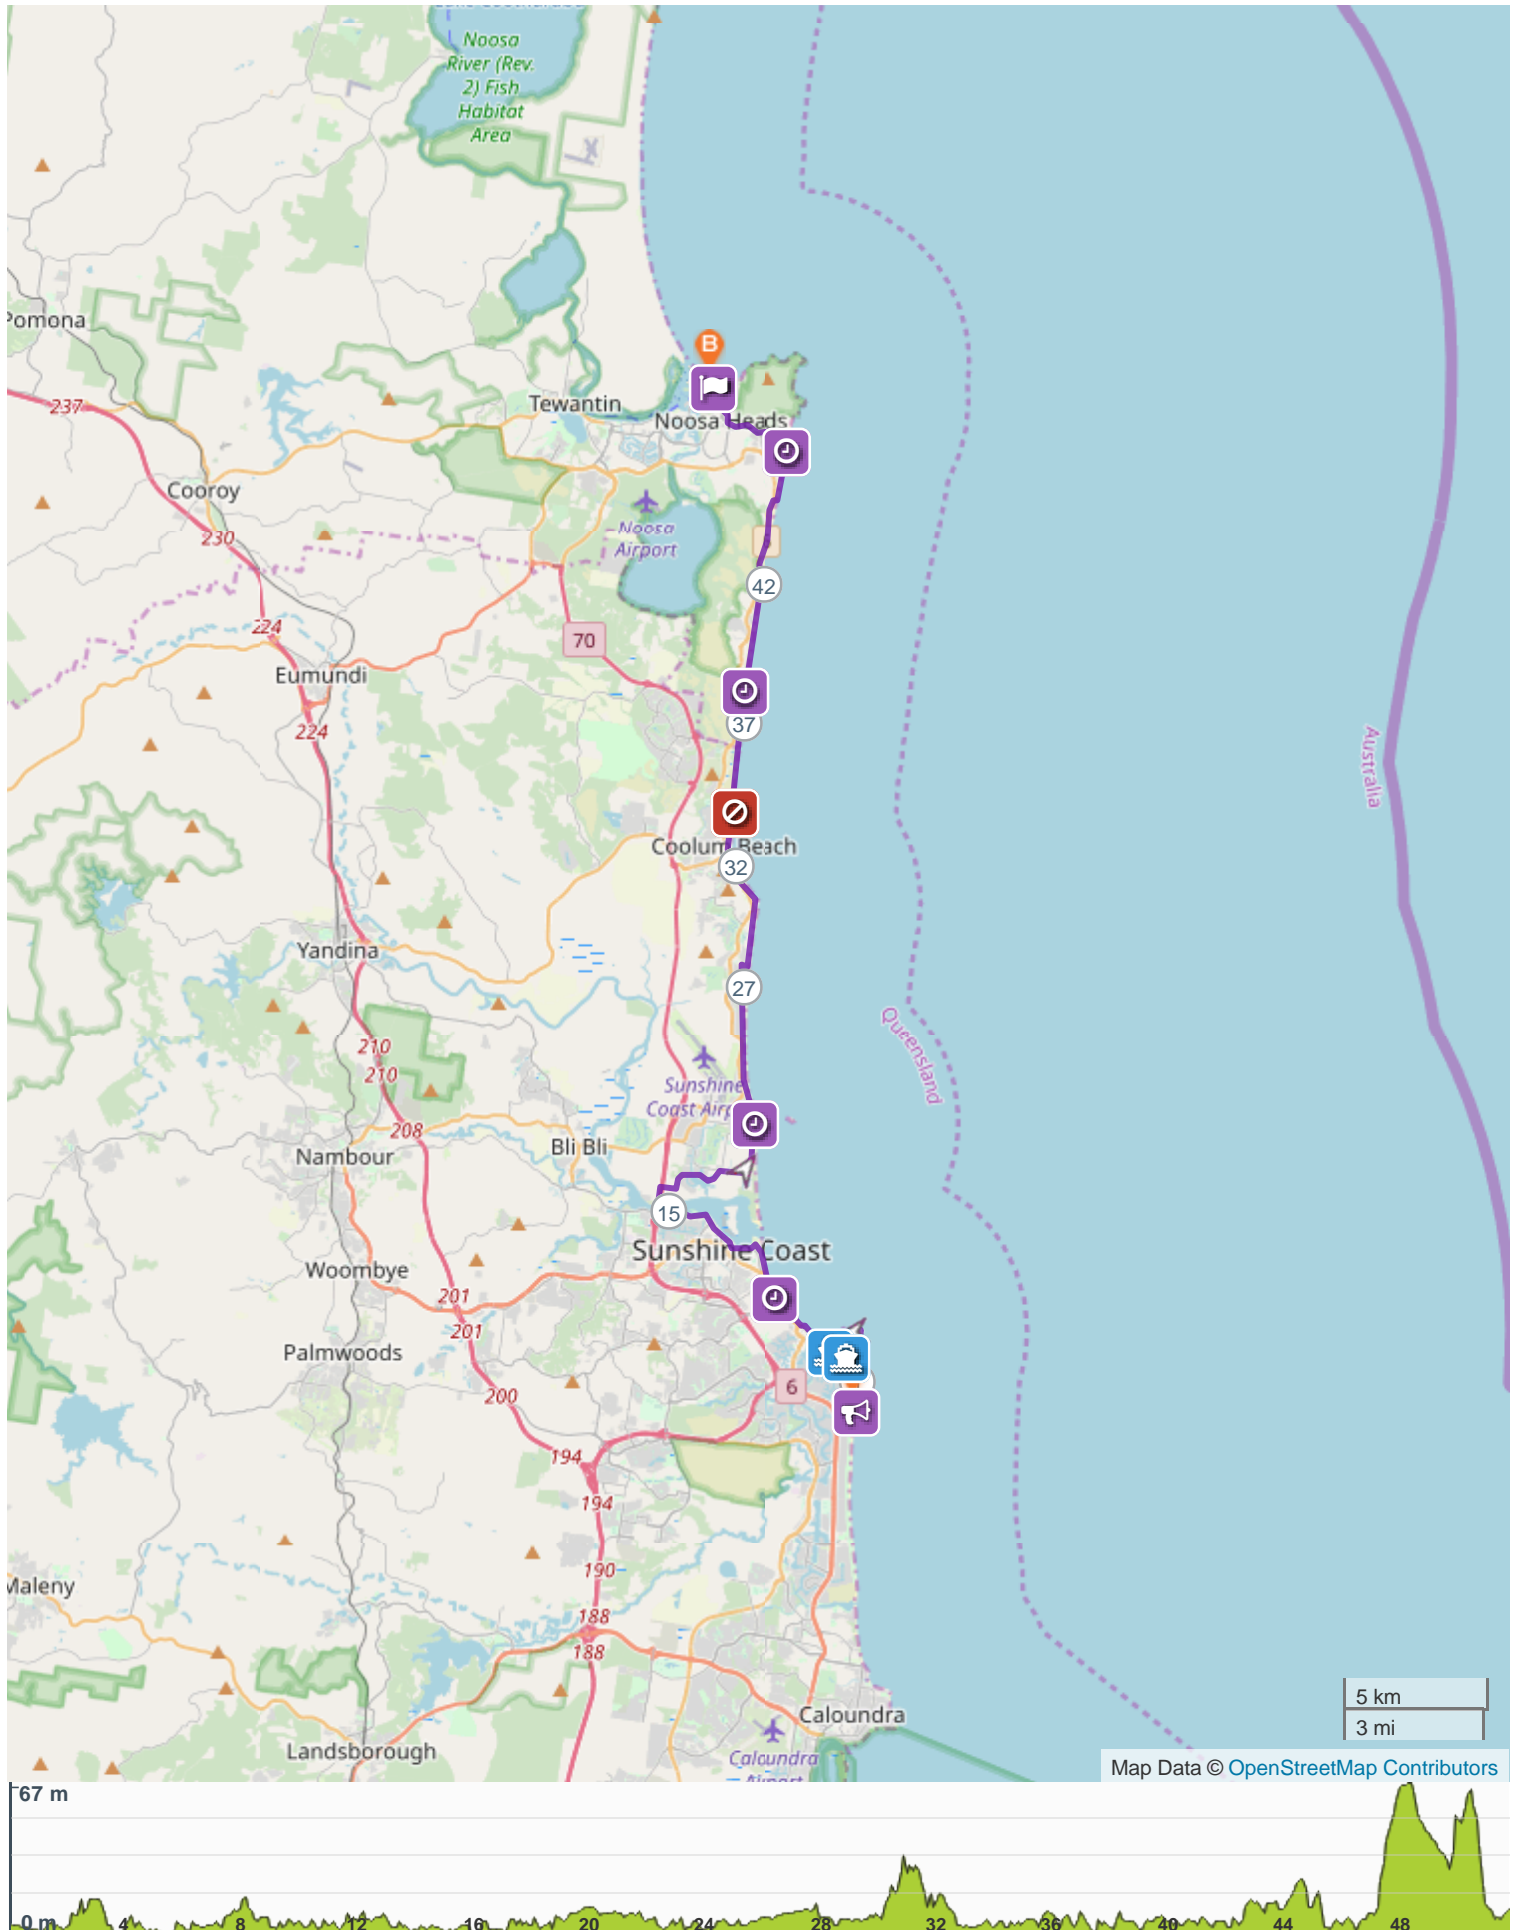 Noosa
River (Rev.
2) Fish
Habitat
Area
Pomona
B
237
Tewantin
Noosa Heads
Cooroy
230
Noosa
Airport
42
224
70
Eumundi
224
37
Australia
Coolum Beach
32
Yandina
27
Queensland
210
210
Sunshine
Coast Airp
208
Bli Bli
Nambour
15
Sunshine Coast
Woombye
201
201
Palmwoods
200
6
194
194
190
Maleny
188
188
5 km
3 mi
Caloundra
Landsborough
Caloundra
Airport
Map Data © OpenStreetMap Contributors
67 m
0 m 4 8 12 16 20 24 28 32 36 40 44 48